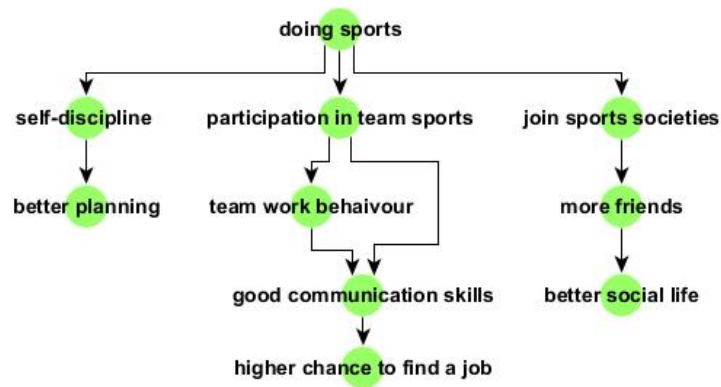 doing sports
self-discipline
participation in team sports
join sports societies
better planning
team work behaivour
more friends
good communication skills
better social life
higher chance to find a job